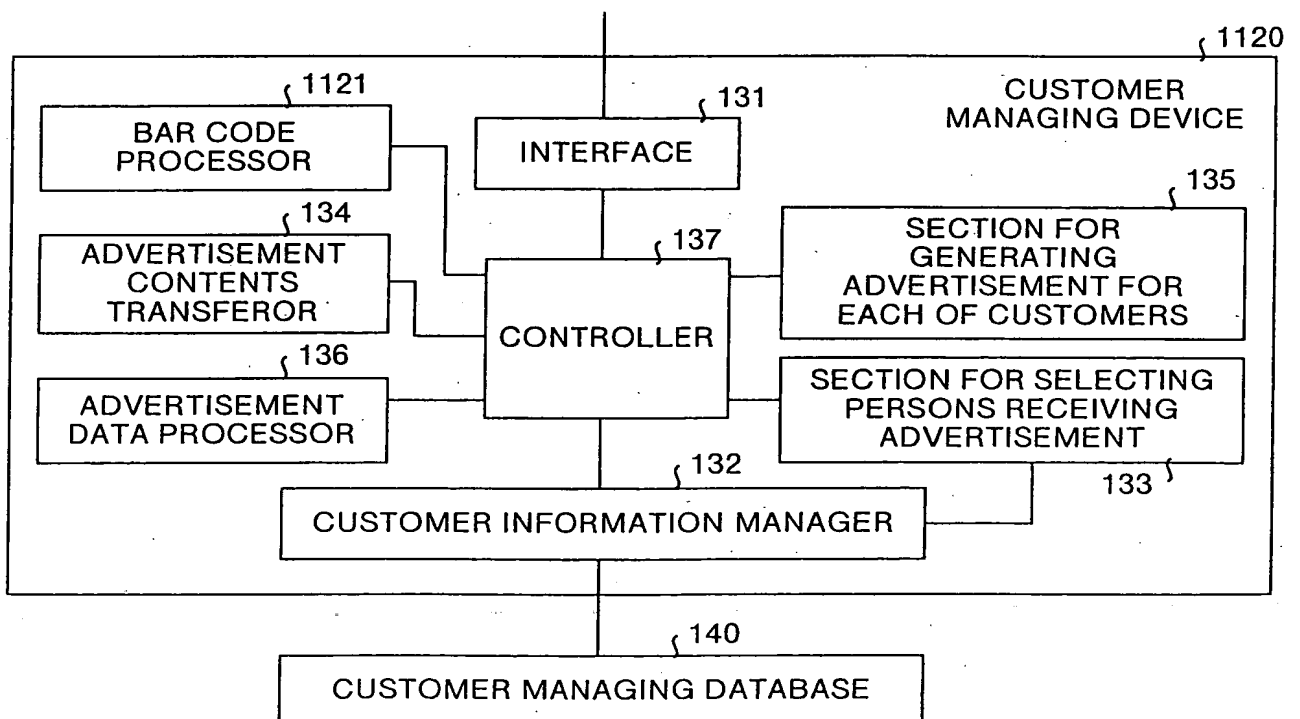 1120
CUSTOMER
MANAGING DEVICE
1121
BAR CODE
PROCESSOR
131
INTERFACE
134
ADVERTISEMENT
CONTENTS
TRANSFEROR
137
CONTROLLER
135
SECTION FOR
GENERATING
ADVERTISEMENT FOR
EACH OF CUSTOMERS
136
ADVERTISEMENT
DATA PROCESSOR
SECTION FOR SELECTING
PERSONS RECEIVING
ADVERTISEMENT
133
132
CUSTOMER INFORMATION MANAGER
140
CUSTOMER MANAGING DATABASE